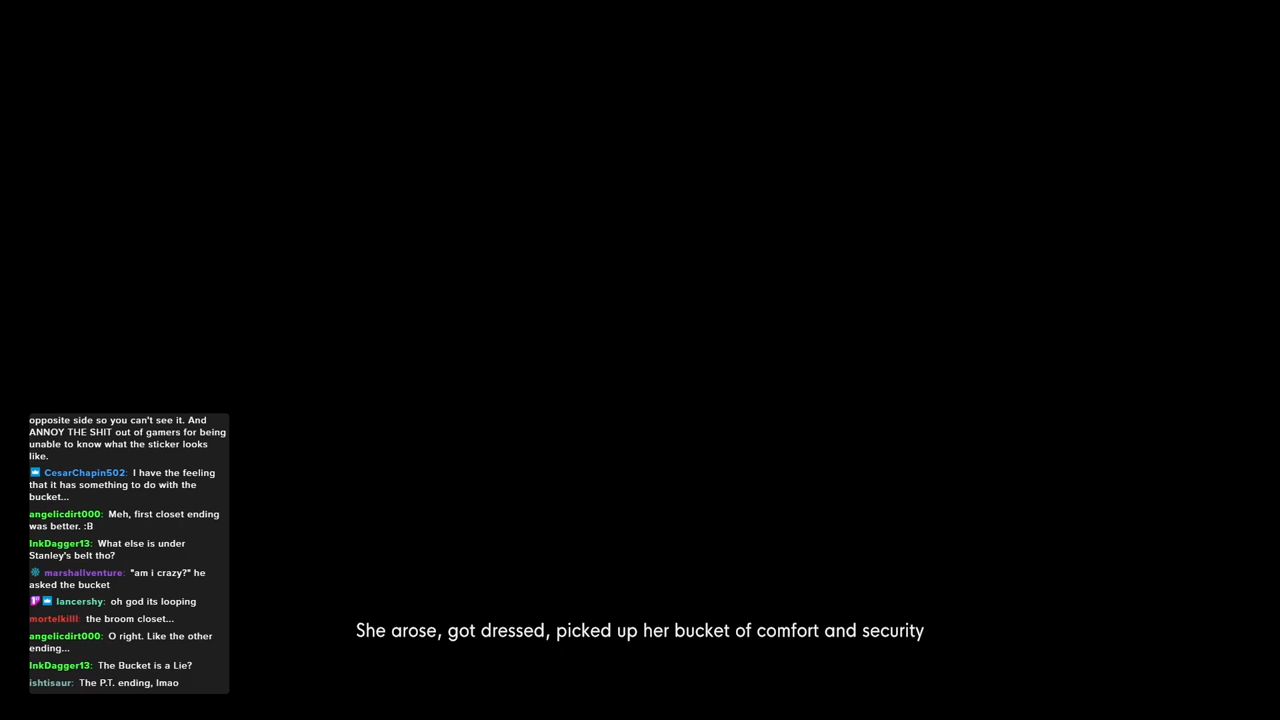 opposite side so you can't see it. And
ANNOY THE SHIT out of gamers for being
unable to know what the sticker looks
like.
CesarChapin502: I have the feeling
that it has something to do with the
bucket...
angelicdirt000: Meh, first closet ending
was better. :B
InkDagger13: What else is under
Stanley's belt tho?
marshallventure: "am i crazy?" he
asked the bucket
lancershy: oh god its looping
mortelkilll: the broom closet...
angelicdirt000: O right. Like the other
ending...
InkDagger13: The Bucket is a Lie?
ishtisaur: The P.T. ending, lmao
She arose, got dressed, picked up her bucket of comfort and security